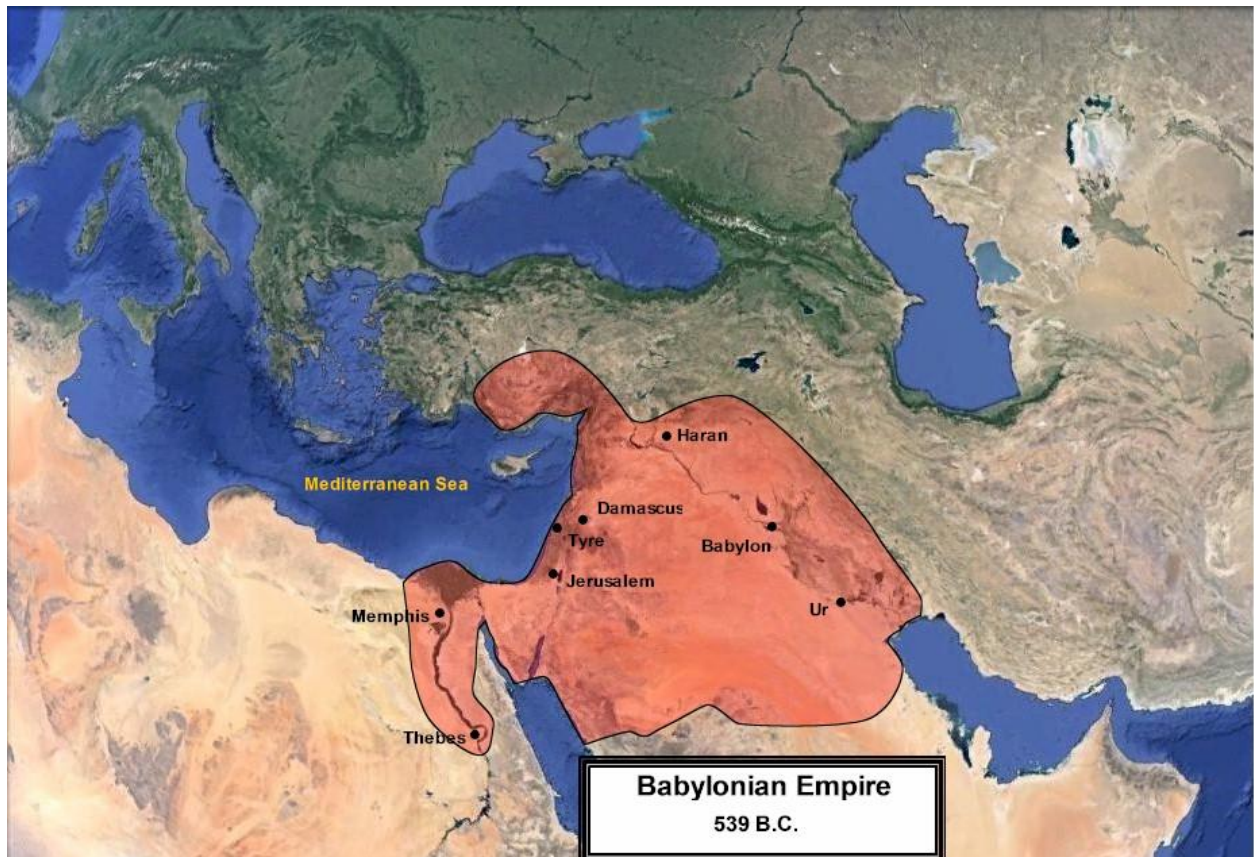 Haran
Mediterranean Sea
Damascus
Tyre
Babylon
Jerusalem
Ur
Memphis
Thebes
Babylonian Empire
539 B.C.